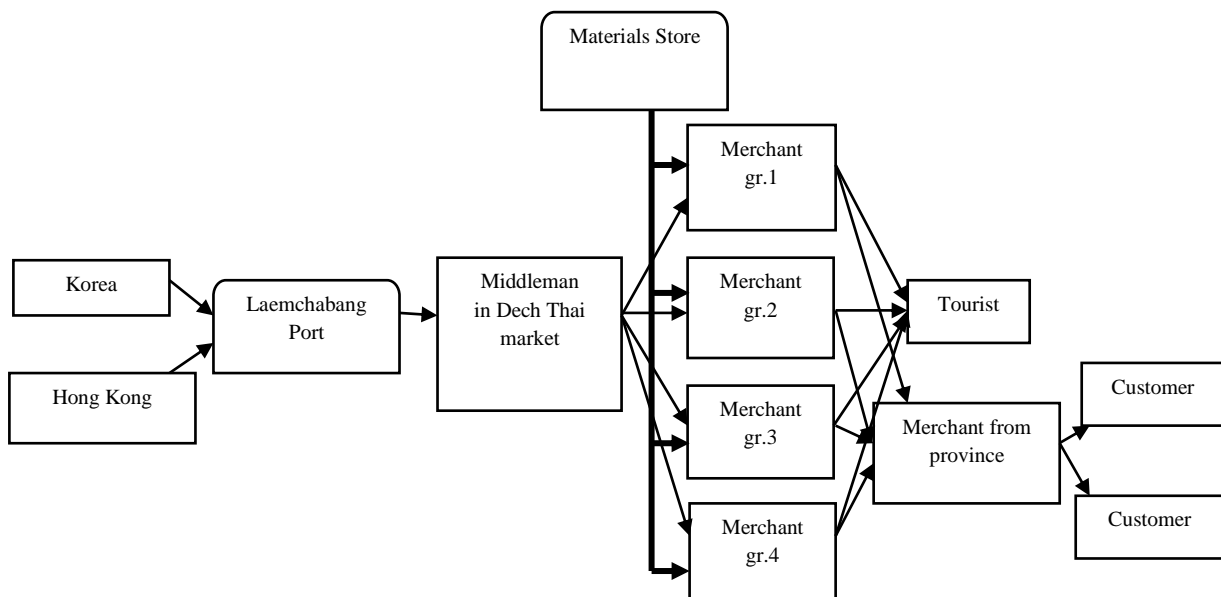 Materials Store
Merchant
gr.1
Korea
Laemchabang
Port
Hong Kong
Middleman
in Dech Thai
market
Merchant
gr.2
Tourist
Merchant
gr.3
Merchant from
province
Customer
Customer
Merchant
gr.4